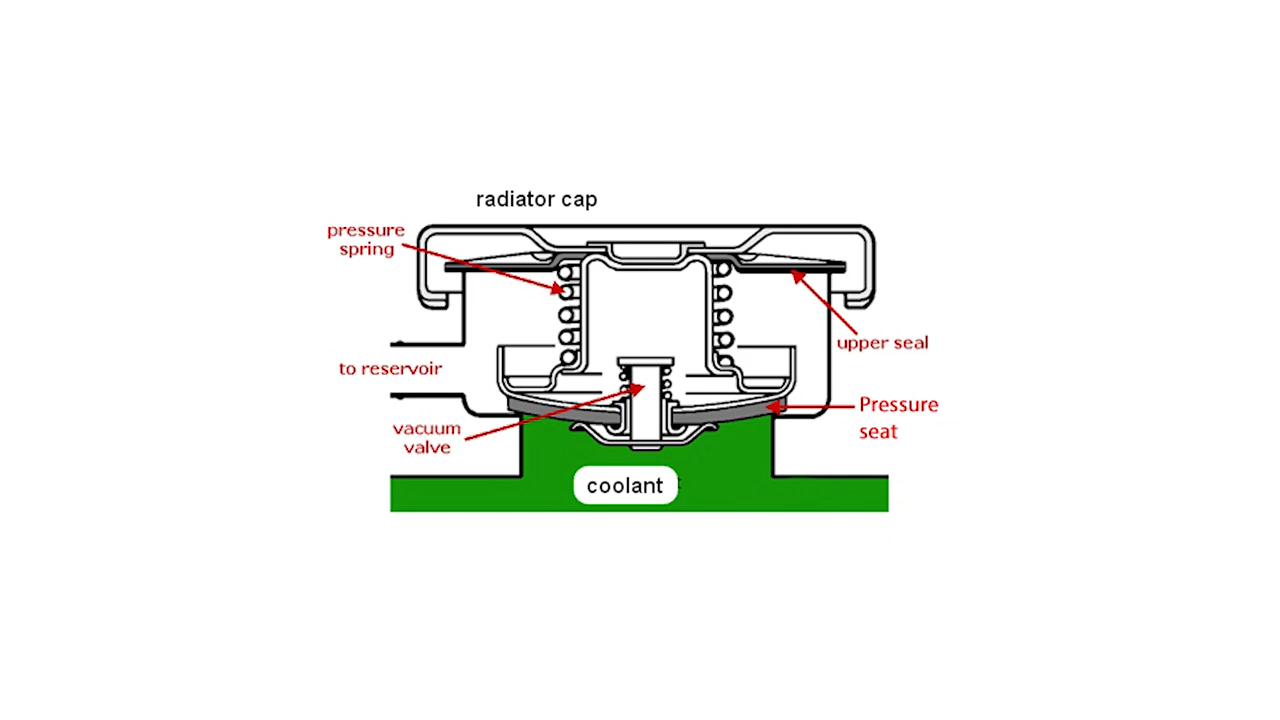 radiator cap
pressure
spring
upper seal
to reservoir
Pressure
seat
vacuum
valve
coolant